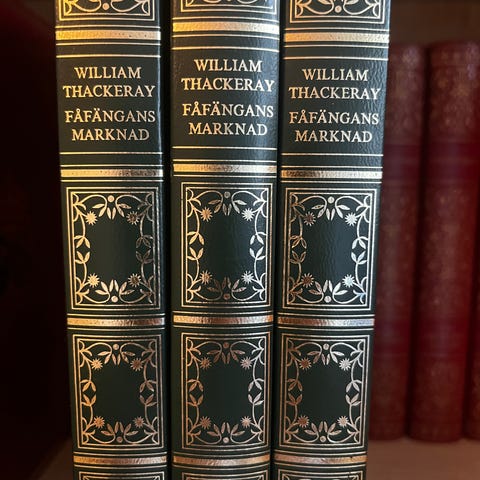 WILLIAM
THACKERAY
FÅFÄNGANS
MARKNAD
WILLIAM
THACKERAY
FÅFÄNGANS
MARKNAD
WILLIAM
THACKERAY
FÅFÄNGANS
MARKNAD